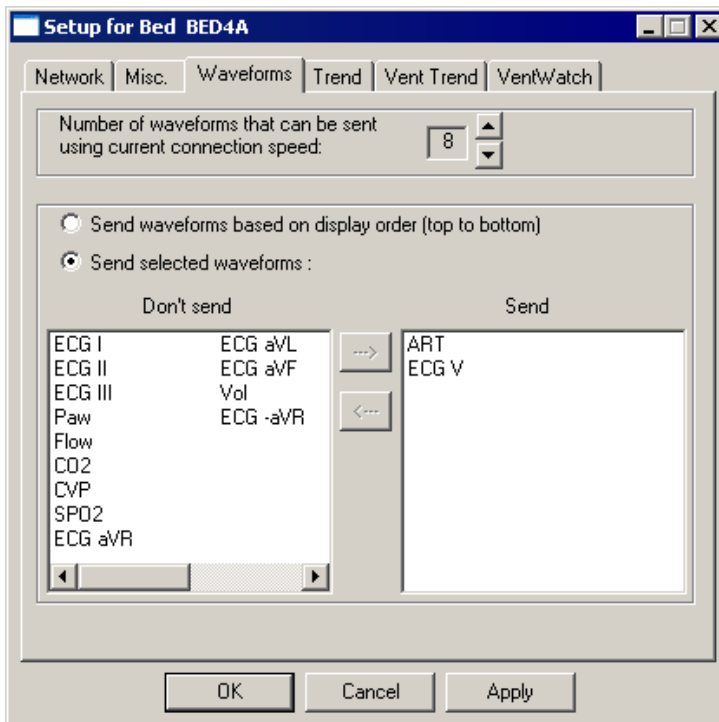 Setup for Bed BED4A
Network Misc. Waveforms Trend Vent Trend VentWatch
Number of waveforms that can be sent
using current connection speed:
8
Send waveforms based on display order (top to bottom)
Send selected waveforms :
Don't send
Send
ECG I ECG aVL
ECG II ECG aVF
ECG III Vol
Paw ECG -aVR
Flow
CO2
CVP
SPO2
ECG aVR
--->
<---
ART
ECG V
OK Cancel Apply